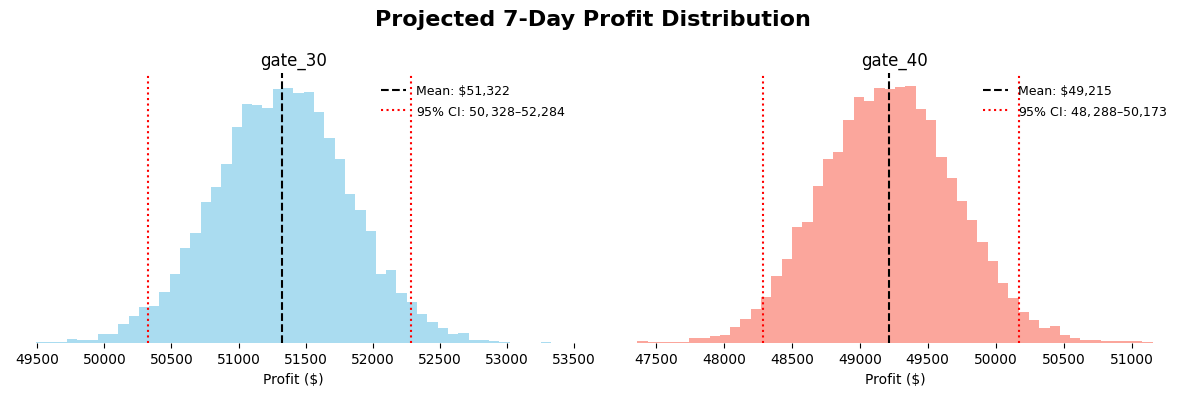 Projected 7-Day Profit Distribution
gate_30
Mean: $51,322
95% CI: 50,328–52,284
49500 50000 50500 51000 51500 52000 52500 53000 53500
Profit ($)
gate_40
Mean: $49,215
95% CI: 48,288–50,173
47500 48000 48500 49000 49500 50000 50500 51000
Profit ($)